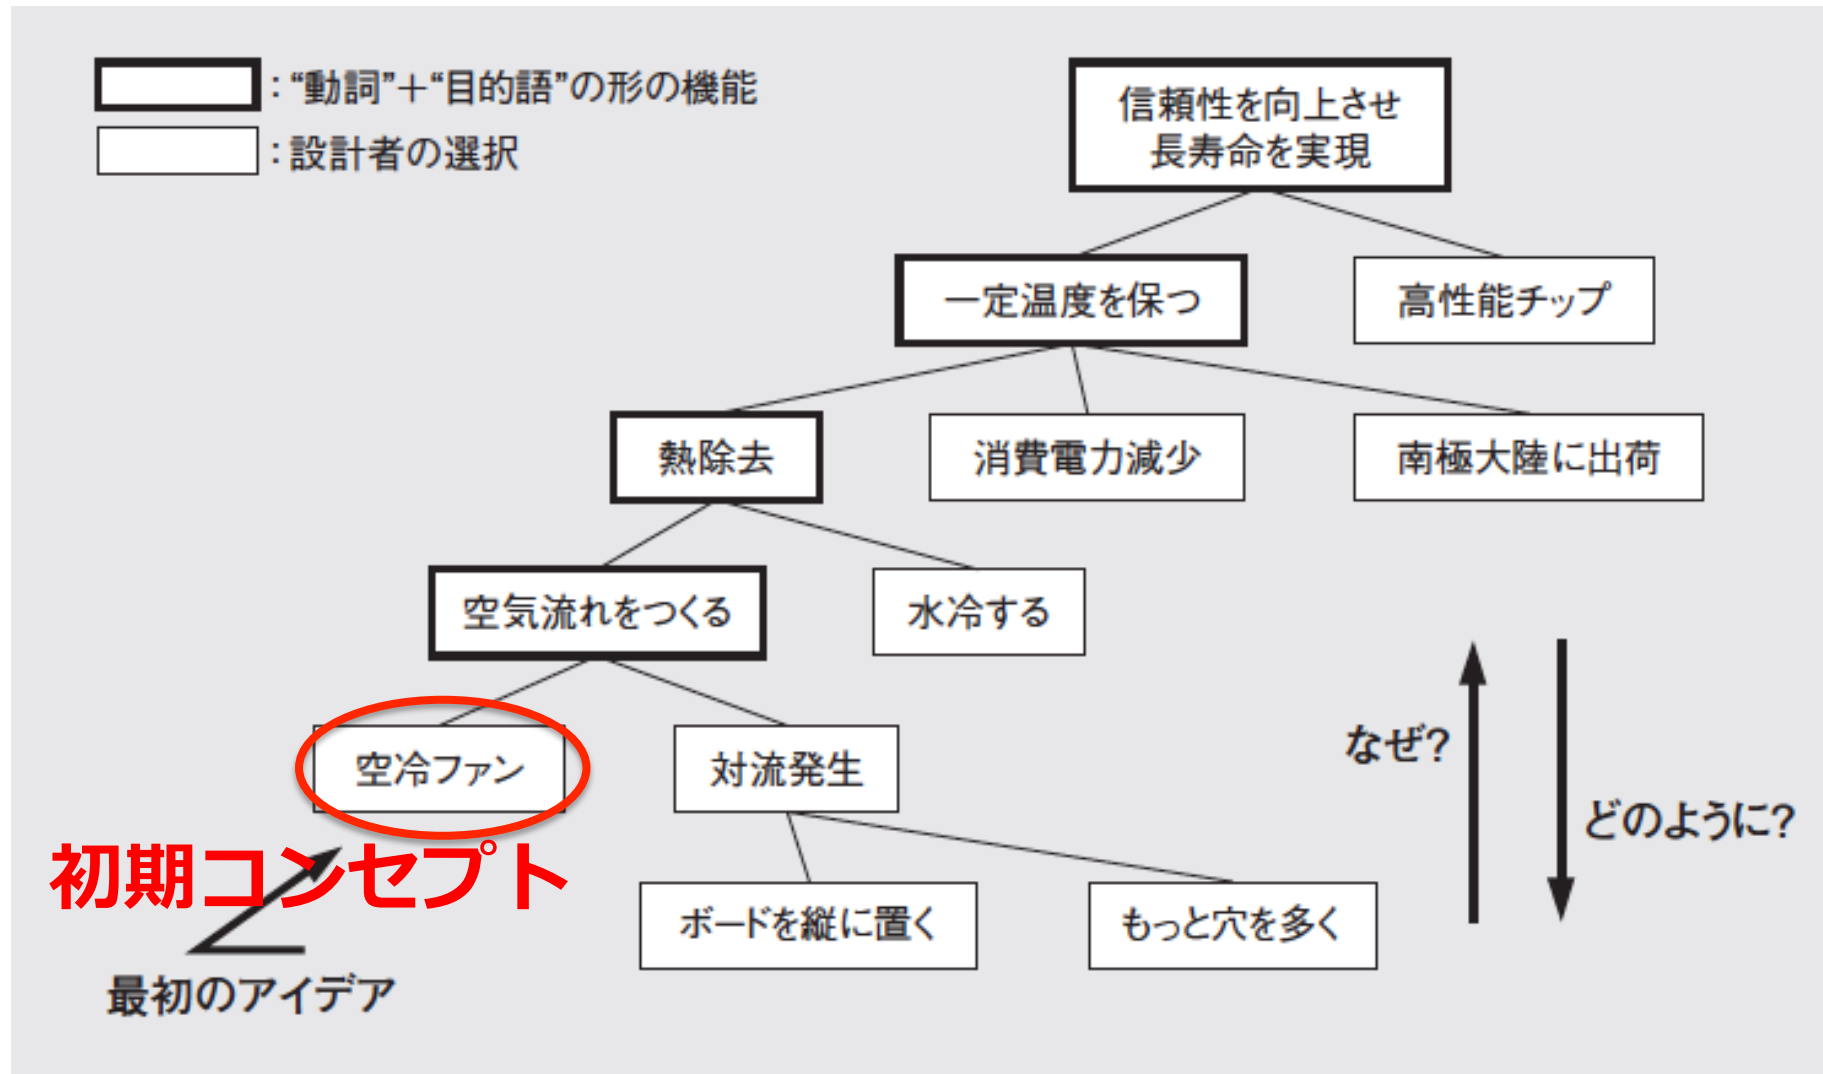 ：“動詞”＋“目的語”の形の機能
：設計者の選択
信頼性を向上させ
長寿命を実現
一定温度を保つ
高性能チップ
熱除去
消費電力減少
南極大陸に出荷
空気流れをつくる
水冷する
空冷ファン
対流発生
なぜ?
どのように?
初期コンセプト
ボードを縦に置く
もっと穴を多く
最初のアイデア